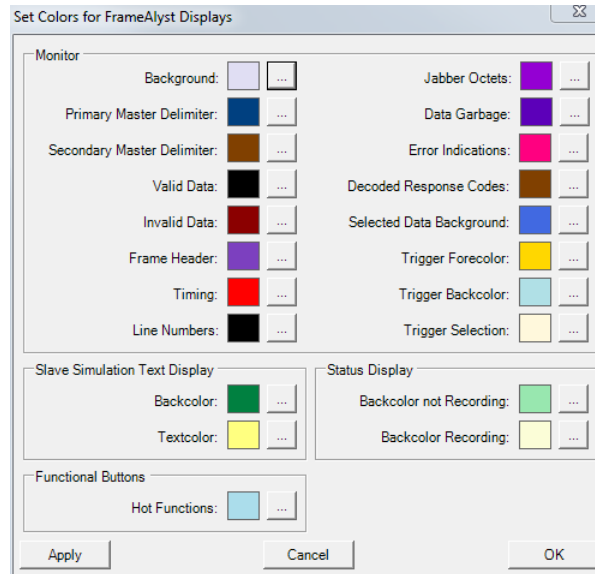 Set Colors for FrameAlyst Displays
Monitor
Background: ...
Primary Master Delimiter: ...
Secondary Master Delimiter: ...
Valid Data: ...
Invalid Data: ...
Frame Header: ...
Timing: ...
Line Numbers: ...
Jabber Octets: ...
Data Garbage: ...
Error Indications: ...
Decoded Response Codes: ...
Selected Data Background: ...
Trigger Forecolor: ...
Trigger Backcolor: ...
Trigger Selection: ...
Slave Simulation Text Display
Backcolor: ...
Textcolor: ...
Status Display
Backcolor not Recording: ...
Backcolor Recording: ...
Functional Buttons
Hot Functions: ...
Apply
Cancel
OK